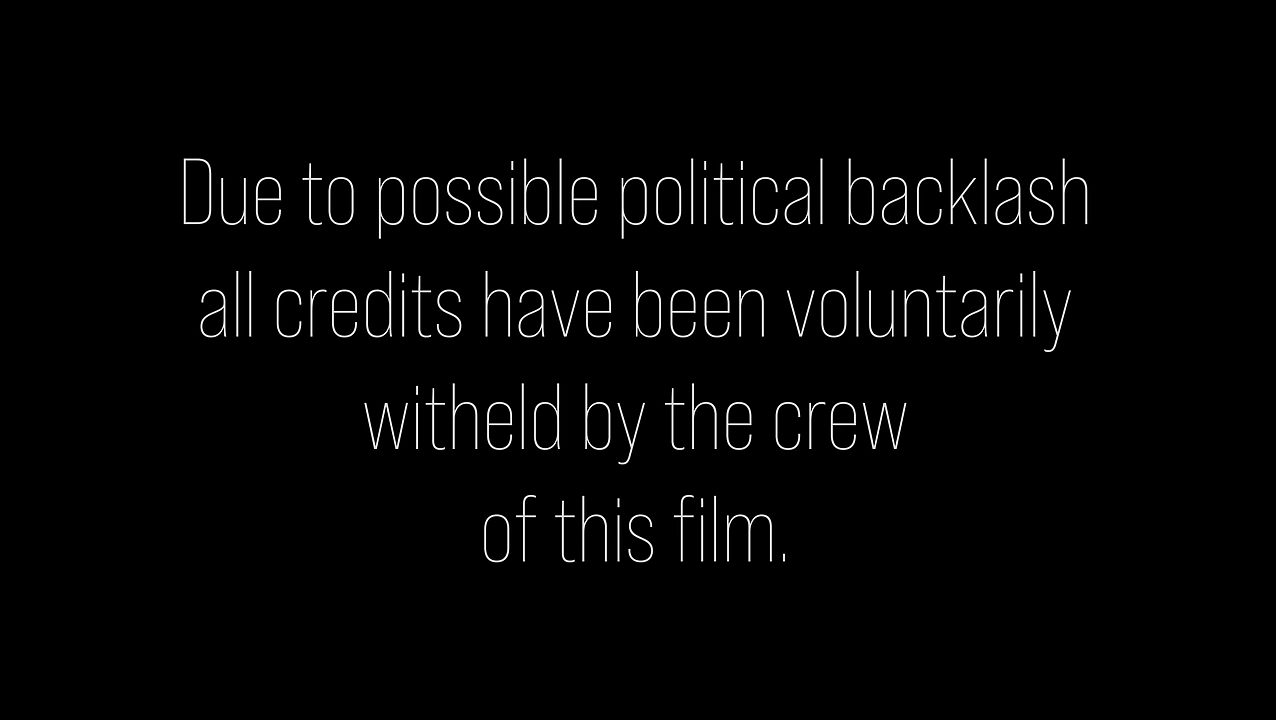 Due to possible political backlash
all credits have been voluntarily
witheld by the crew
of this film.